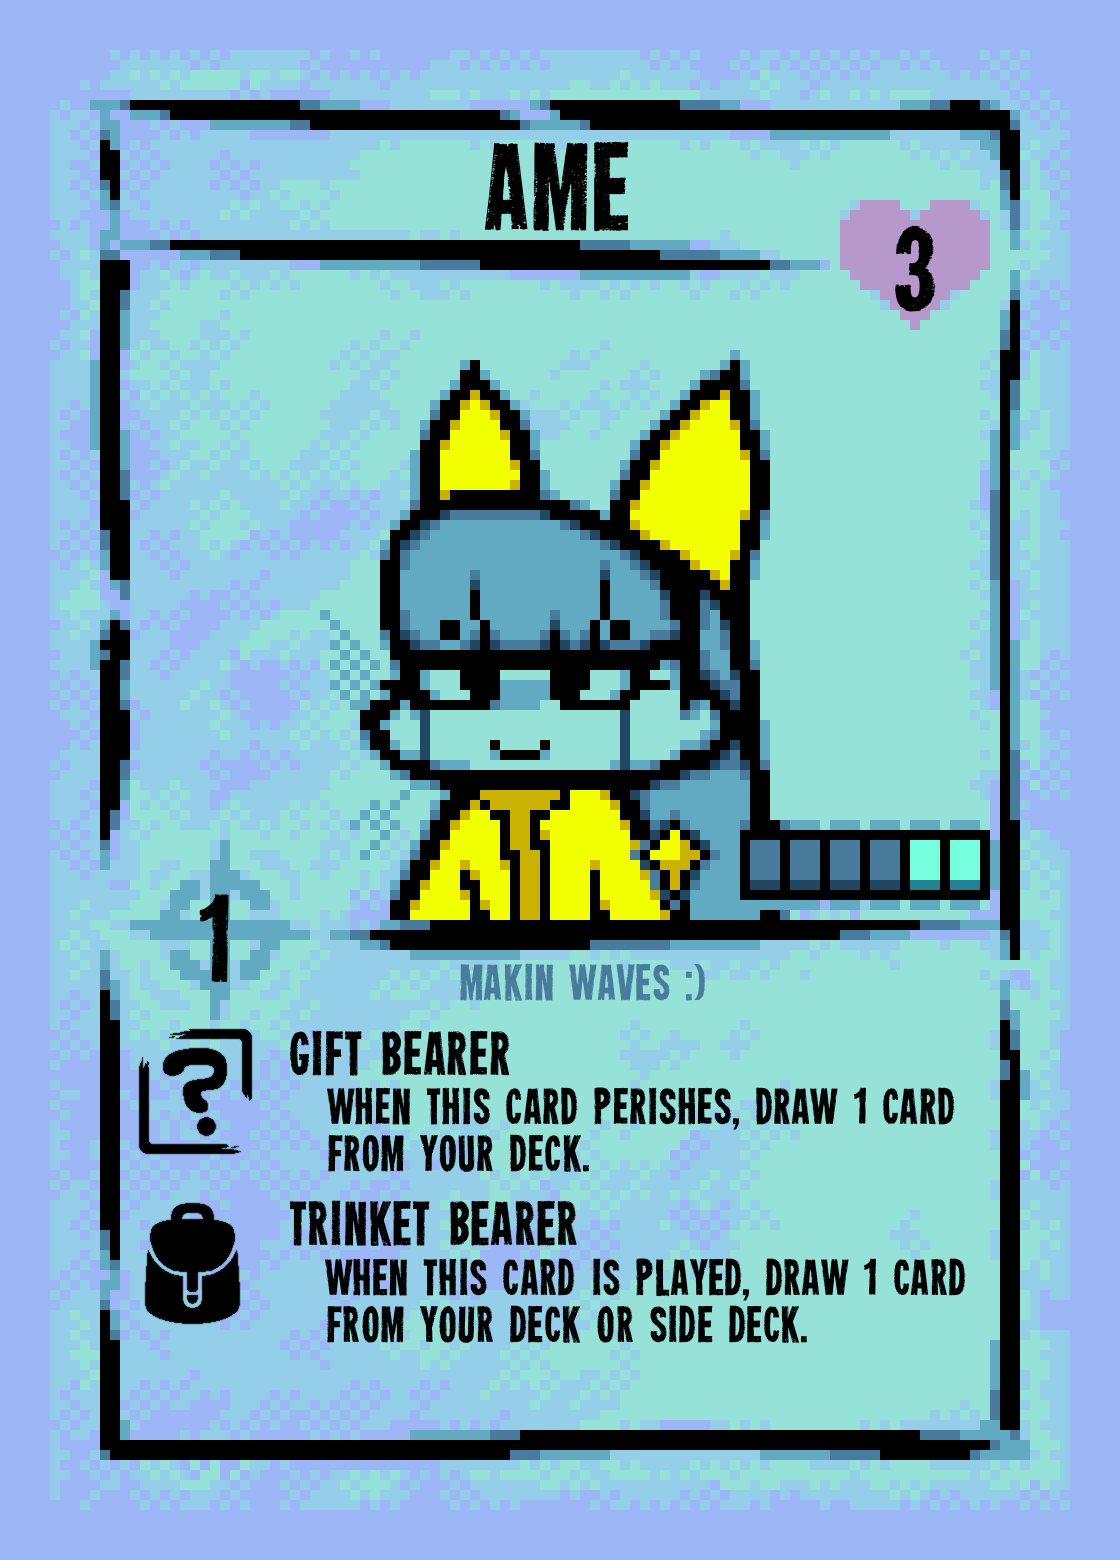 AME
3
1
MAKIN WAVES :)
?
GIFT BEARER
WHEN THIS CARD PERISHES, DRAW 1 CARD
FROM YOUR DECK.
TRINKET BEARER
WHEN THIS CARD IS PLAYED, DRAW 1 CARD
FROM YOUR DECK OR SIDE DECK.